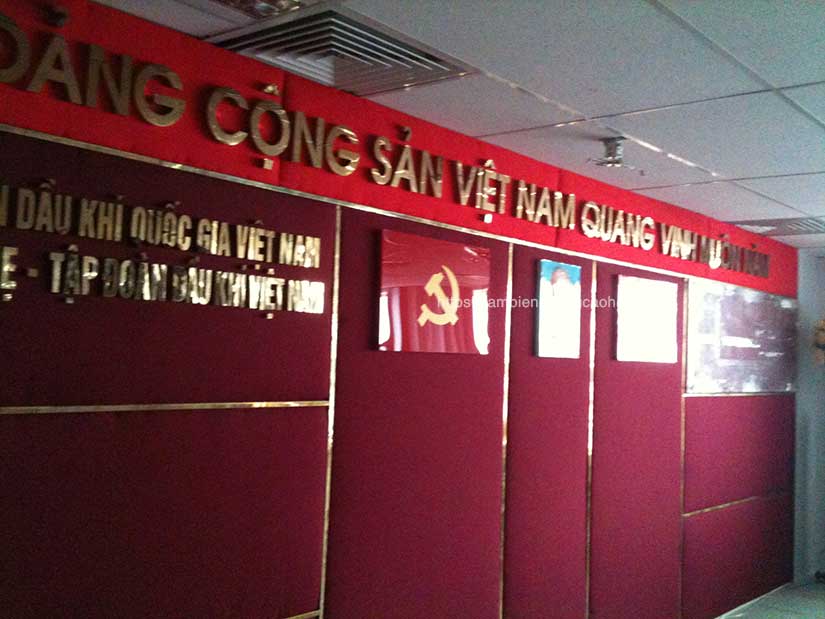 ĐẢNG CỘNG SẢN VIỆT NAM QUANG VINH MUÔN NĂM
DẦU KHÍ QUỐC GIA VIỆT NAM
- TẬP ĐOÀN DẦU KHÍ VIỆT NAM